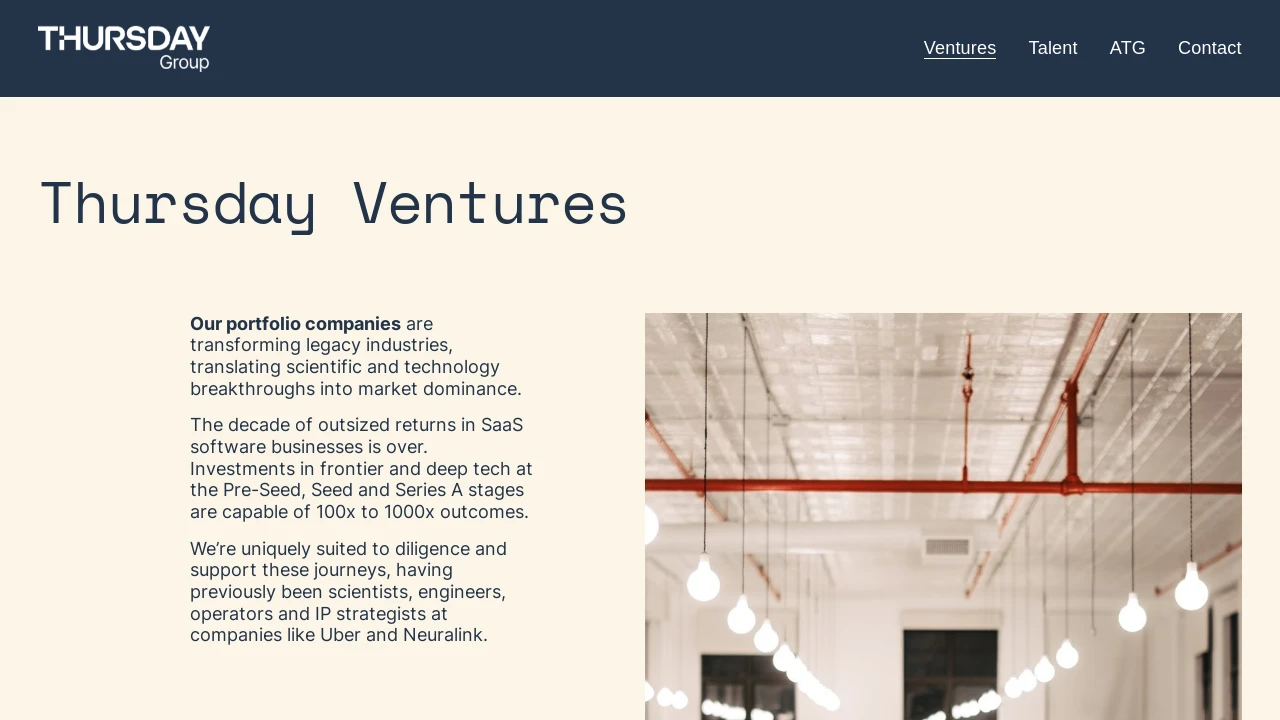 THURSDAY
Group
Ventures Talent ATG Contact
Thursday Ventures
Our portfolio companies are
transforming legacy industries,
translating scientific and technology
breakthroughs into market dominance.
The decade of outsized returns in SaaS
software businesses is over.
Investments in frontier and deep tech at
the Pre-Seed, Seed and Series A stages
are capable of 100x to 1000x outcomes.
We’re uniquely suited to diligence and
support these journeys, having
previously been scientists, engineers,
operators and IP strategists at
companies like Uber and Neuralink.